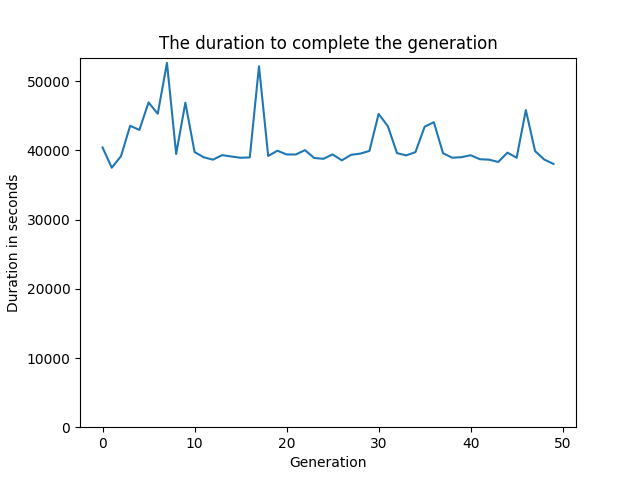 The duration to complete the generation
Duration in seconds
50000
40000
30000
20000
10000
0
0 10 20 30 40 50
Generation